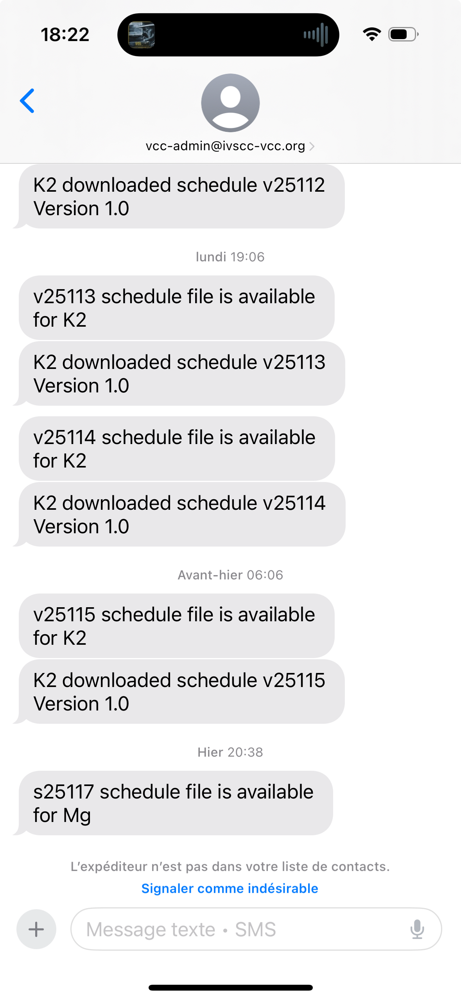 18:22
VOL
vcc-admin@ivscc-vcc.org
K2 downloaded schedule v25112
Version 1.0
lundi 19:06
v25113 schedule file is available
for K2
K2 downloaded schedule v25113
Version 1.0
v25114 schedule file is available
for K2
K2 downloaded schedule v25114
Version 1.0
Avant-hier 06:06
v25115 schedule file is available
for K2
K2 downloaded schedule v25115
Version 1.0
Hier 20:38
s25117 schedule file is available
for Mg
L’expéditeur n’est pas dans votre liste de contacts.
Signaler comme indésirable
Message texte • SMS